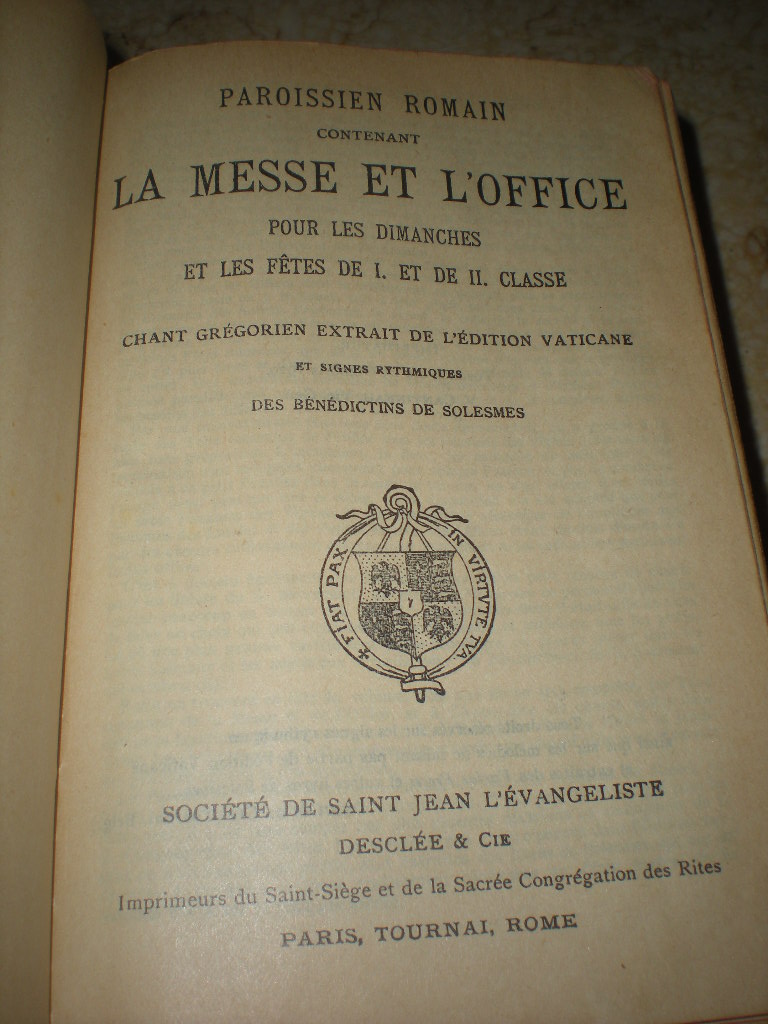 PAROISSIEN ROMAIN
CONTENANT
LA MESSE ET L'OFFICE
POUR LES DIMANCHES
ET LES FÊTES DE I. ET DE II. CLASSE
CHANT GRÉGORIEN EXTRAIT DE L'ÉDITION VATICANE
ET SIGNES RYTHMIQUES
DES BÉNÉDICTINS DE SOLESMES
✠ FIAT PAX IN VIRTVTE TVA
SOCIÉTÉ DE SAINT JEAN L'ÉVANGELISTE
DESCLÉE & CIE
Imprimeurs du Saint-Siège et de la Sacrée Congrégation des Rites
PARIS, TOURNAI, ROME